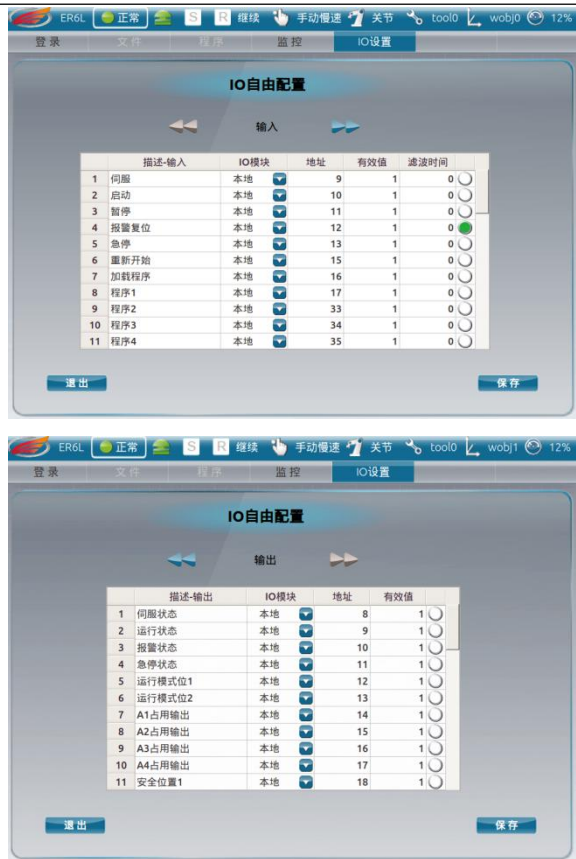 ER6L 正常 S R 继续 手动慢速 关节 tool0 wobj0 12%
登录 文件 程序 监控 IO设置
IO自由配置
输入
描述-输入 IO模块 地址 有效值 滤波时间
1 伺服 本地 9 1 0
2 启动 本地 10 1 0
3 暂停 本地 11 1 0
4 报警复位 本地 12 1 0
5 急停 本地 13 1 0
6 重新开始 本地 15 1 0
7 加载程序 本地 16 1 0
8 程序1 本地 17 1 0
9 程序2 本地 33 1 0
10 程序3 本地 34 1 0
11 程序4 本地 35 1 0
退出 保存
ER6L 正常 S R 继续 手动慢速 关节 tool0 wobj1 12%
登录 文件 程序 监控 IO设置
IO自由配置
输出
描述-输出 IO模块 地址 有效值
1 伺服状态 本地 8 1
2 运行状态 本地 9 1
3 报警状态 本地 10 1
4 急停状态 本地 11 1
5 运行模式位1 本地 12 1
6 运行模式位2 本地 13 1
7 A1占用输出 本地 14 1
8 A2占用输出 本地 15 1
9 A3占用输出 本地 16 1
10 A4占用输出 本地 17 1
11 安全位置1 本地 18 1
退出 保存